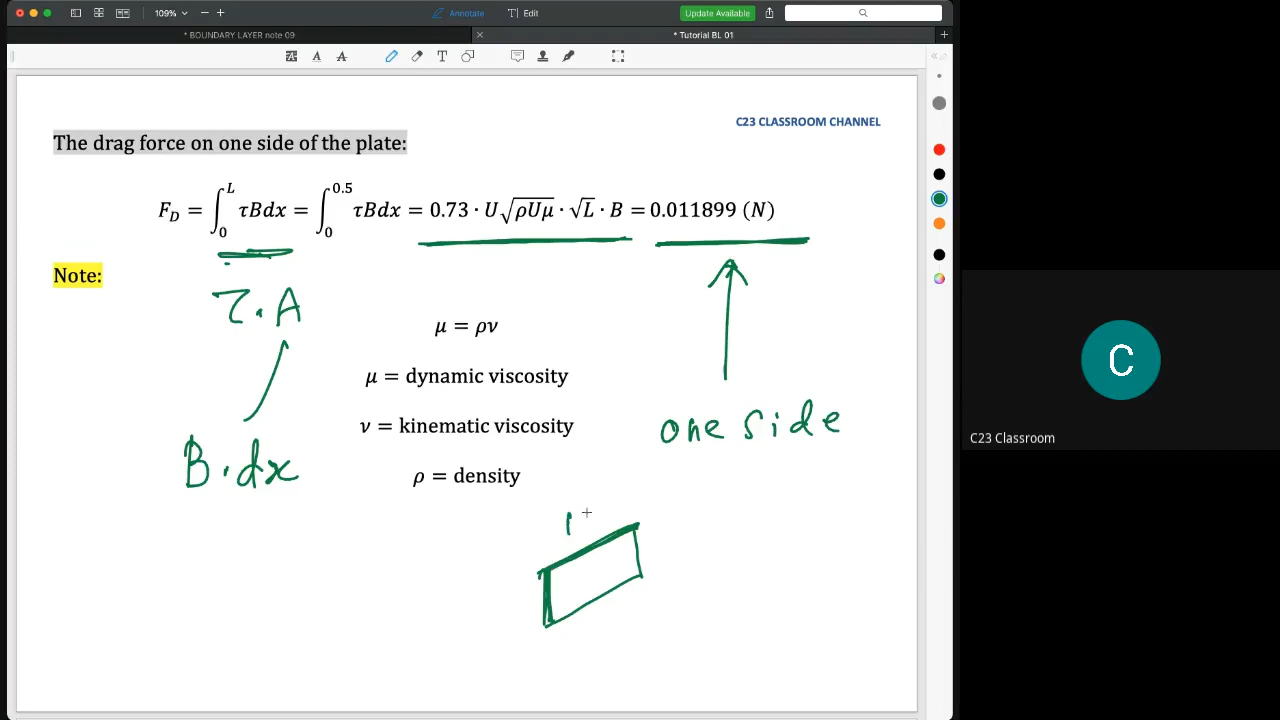 109%
Annotate
Edit
Update Available
* BOUNDARY LAYER note 09
* Tutorial BL 01
C23 CLASSROOM CHANNEL
The drag force on one side of the plate:
F_D = ∫_0^L τBdx = ∫_0^0.5 τBdx = 0.73 · U√(ρUμ) · √L · B = 0.011899 (N)
Note:
τ · A
μ = ρν
μ = dynamic viscosity
ν = kinematic viscosity
ρ = density
one side
B · dx
C
C23 Classroom